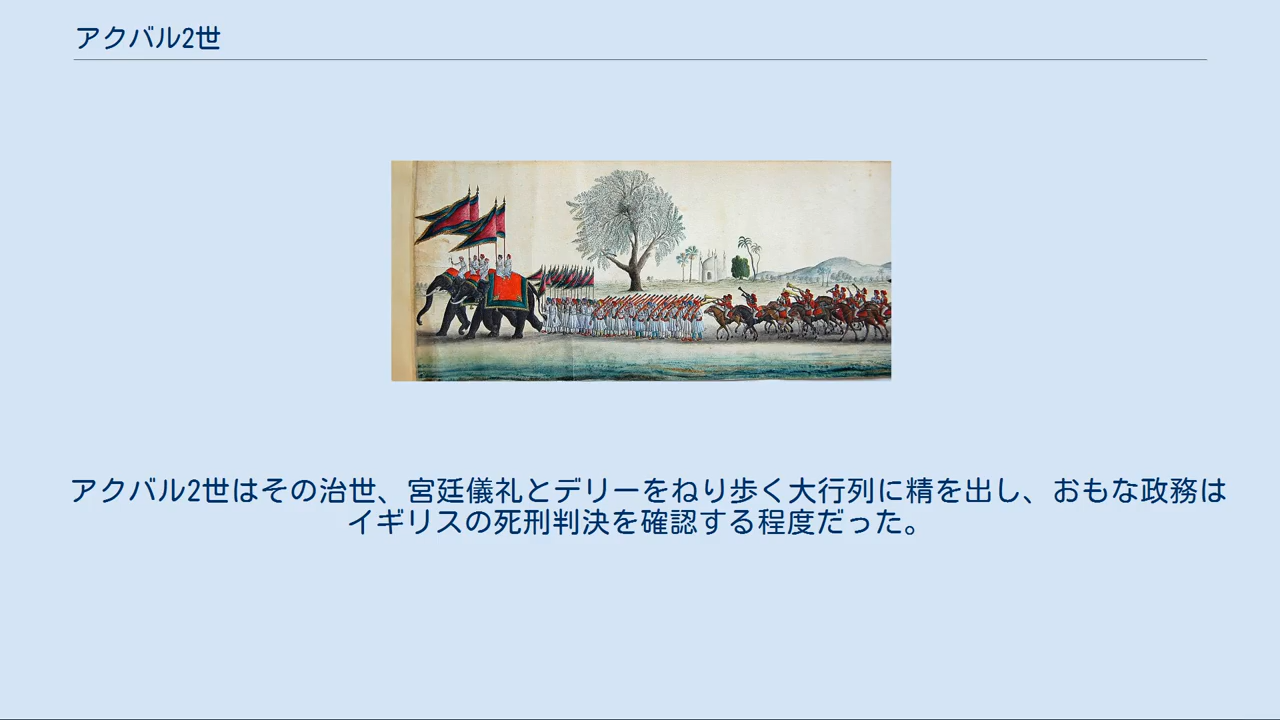 アクバル2世
アクバル2世はその治世、宮廷儀礼とデリーをねり歩く大行列に精を出し、おもな政務は
イギリスの死刑判決を確認する程度だった。